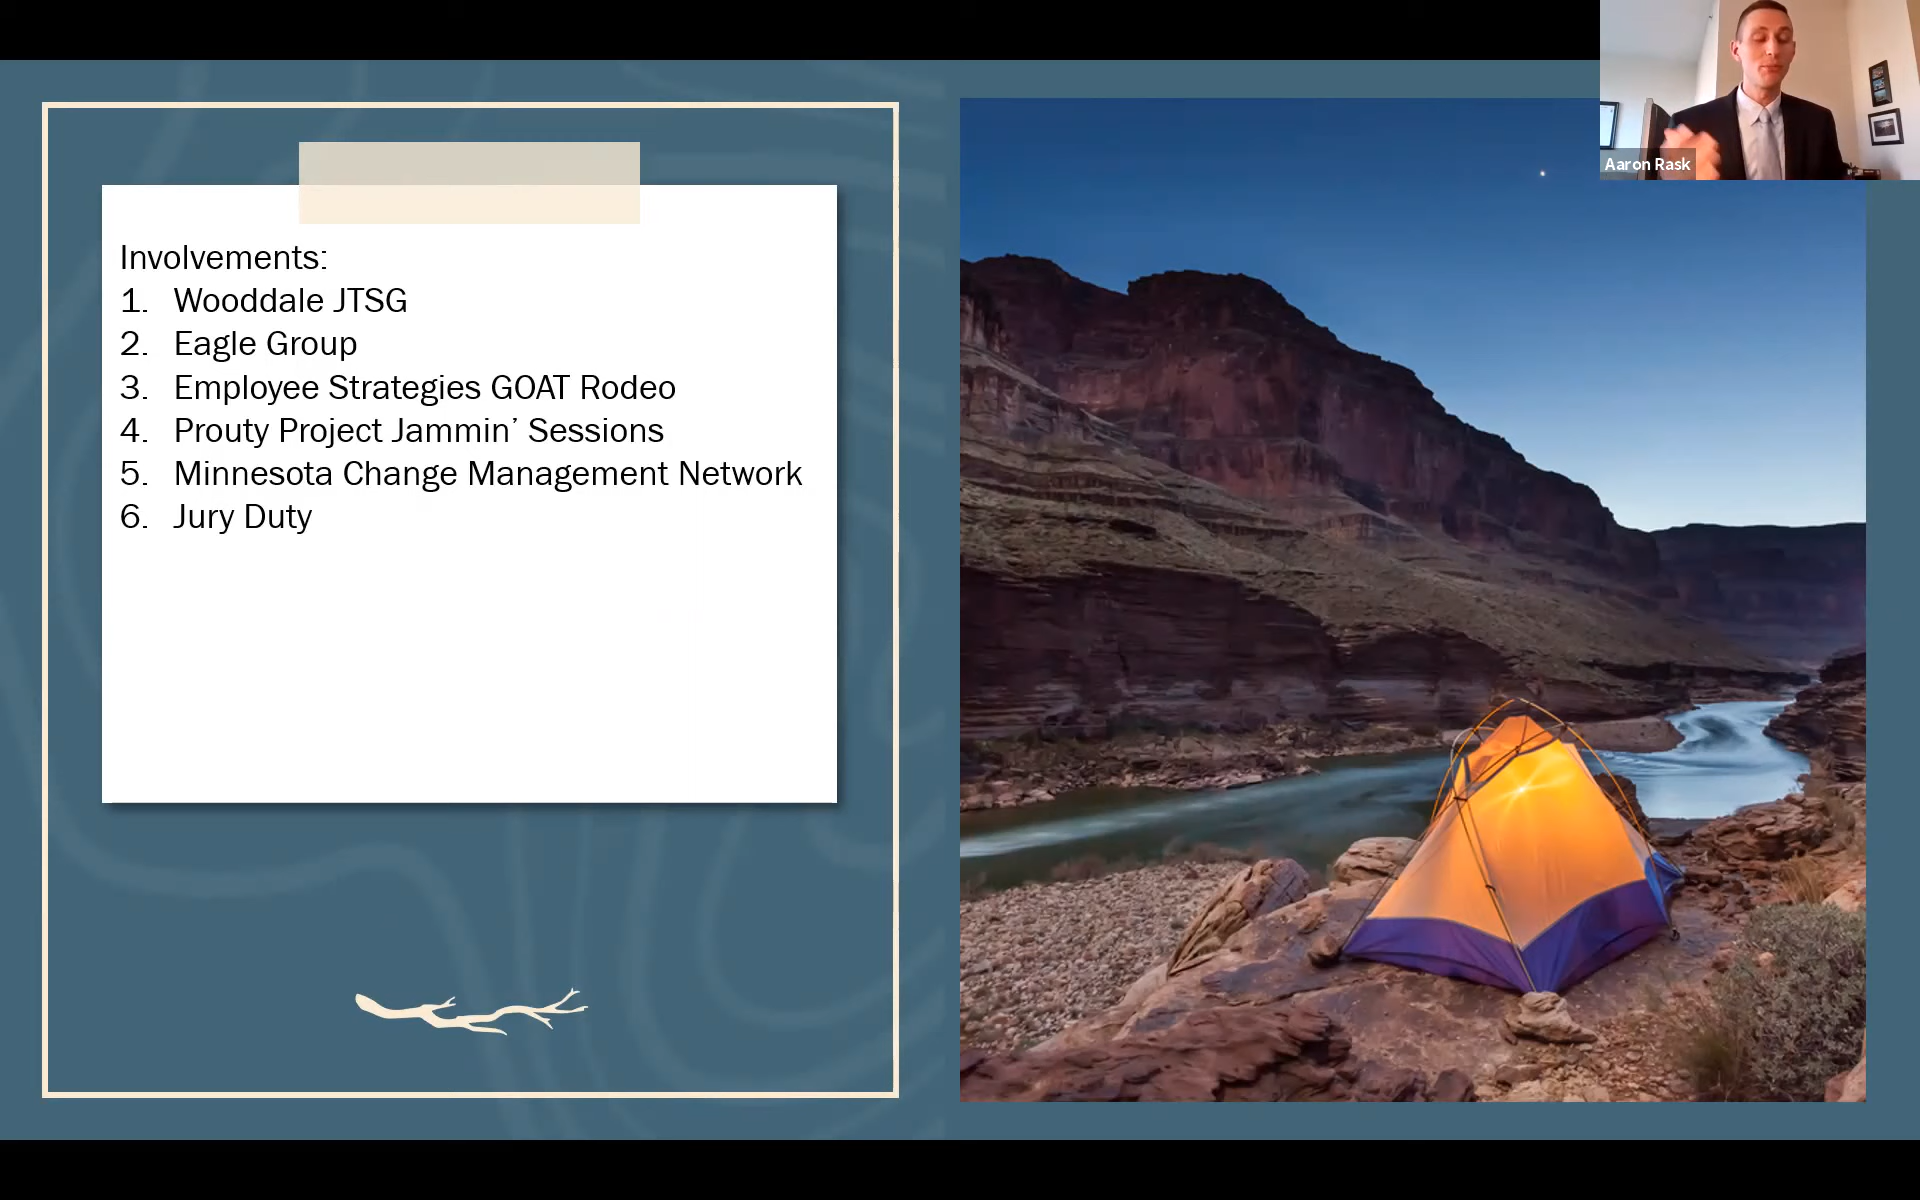 Involvements:
1. Wooddale JTSG
2. Eagle Group
3. Employee Strategies GOAT Rodeo
4. Prouty Project Jammin’ Sessions
5. Minnesota Change Management Network
6. Jury Duty
Aaron Rask